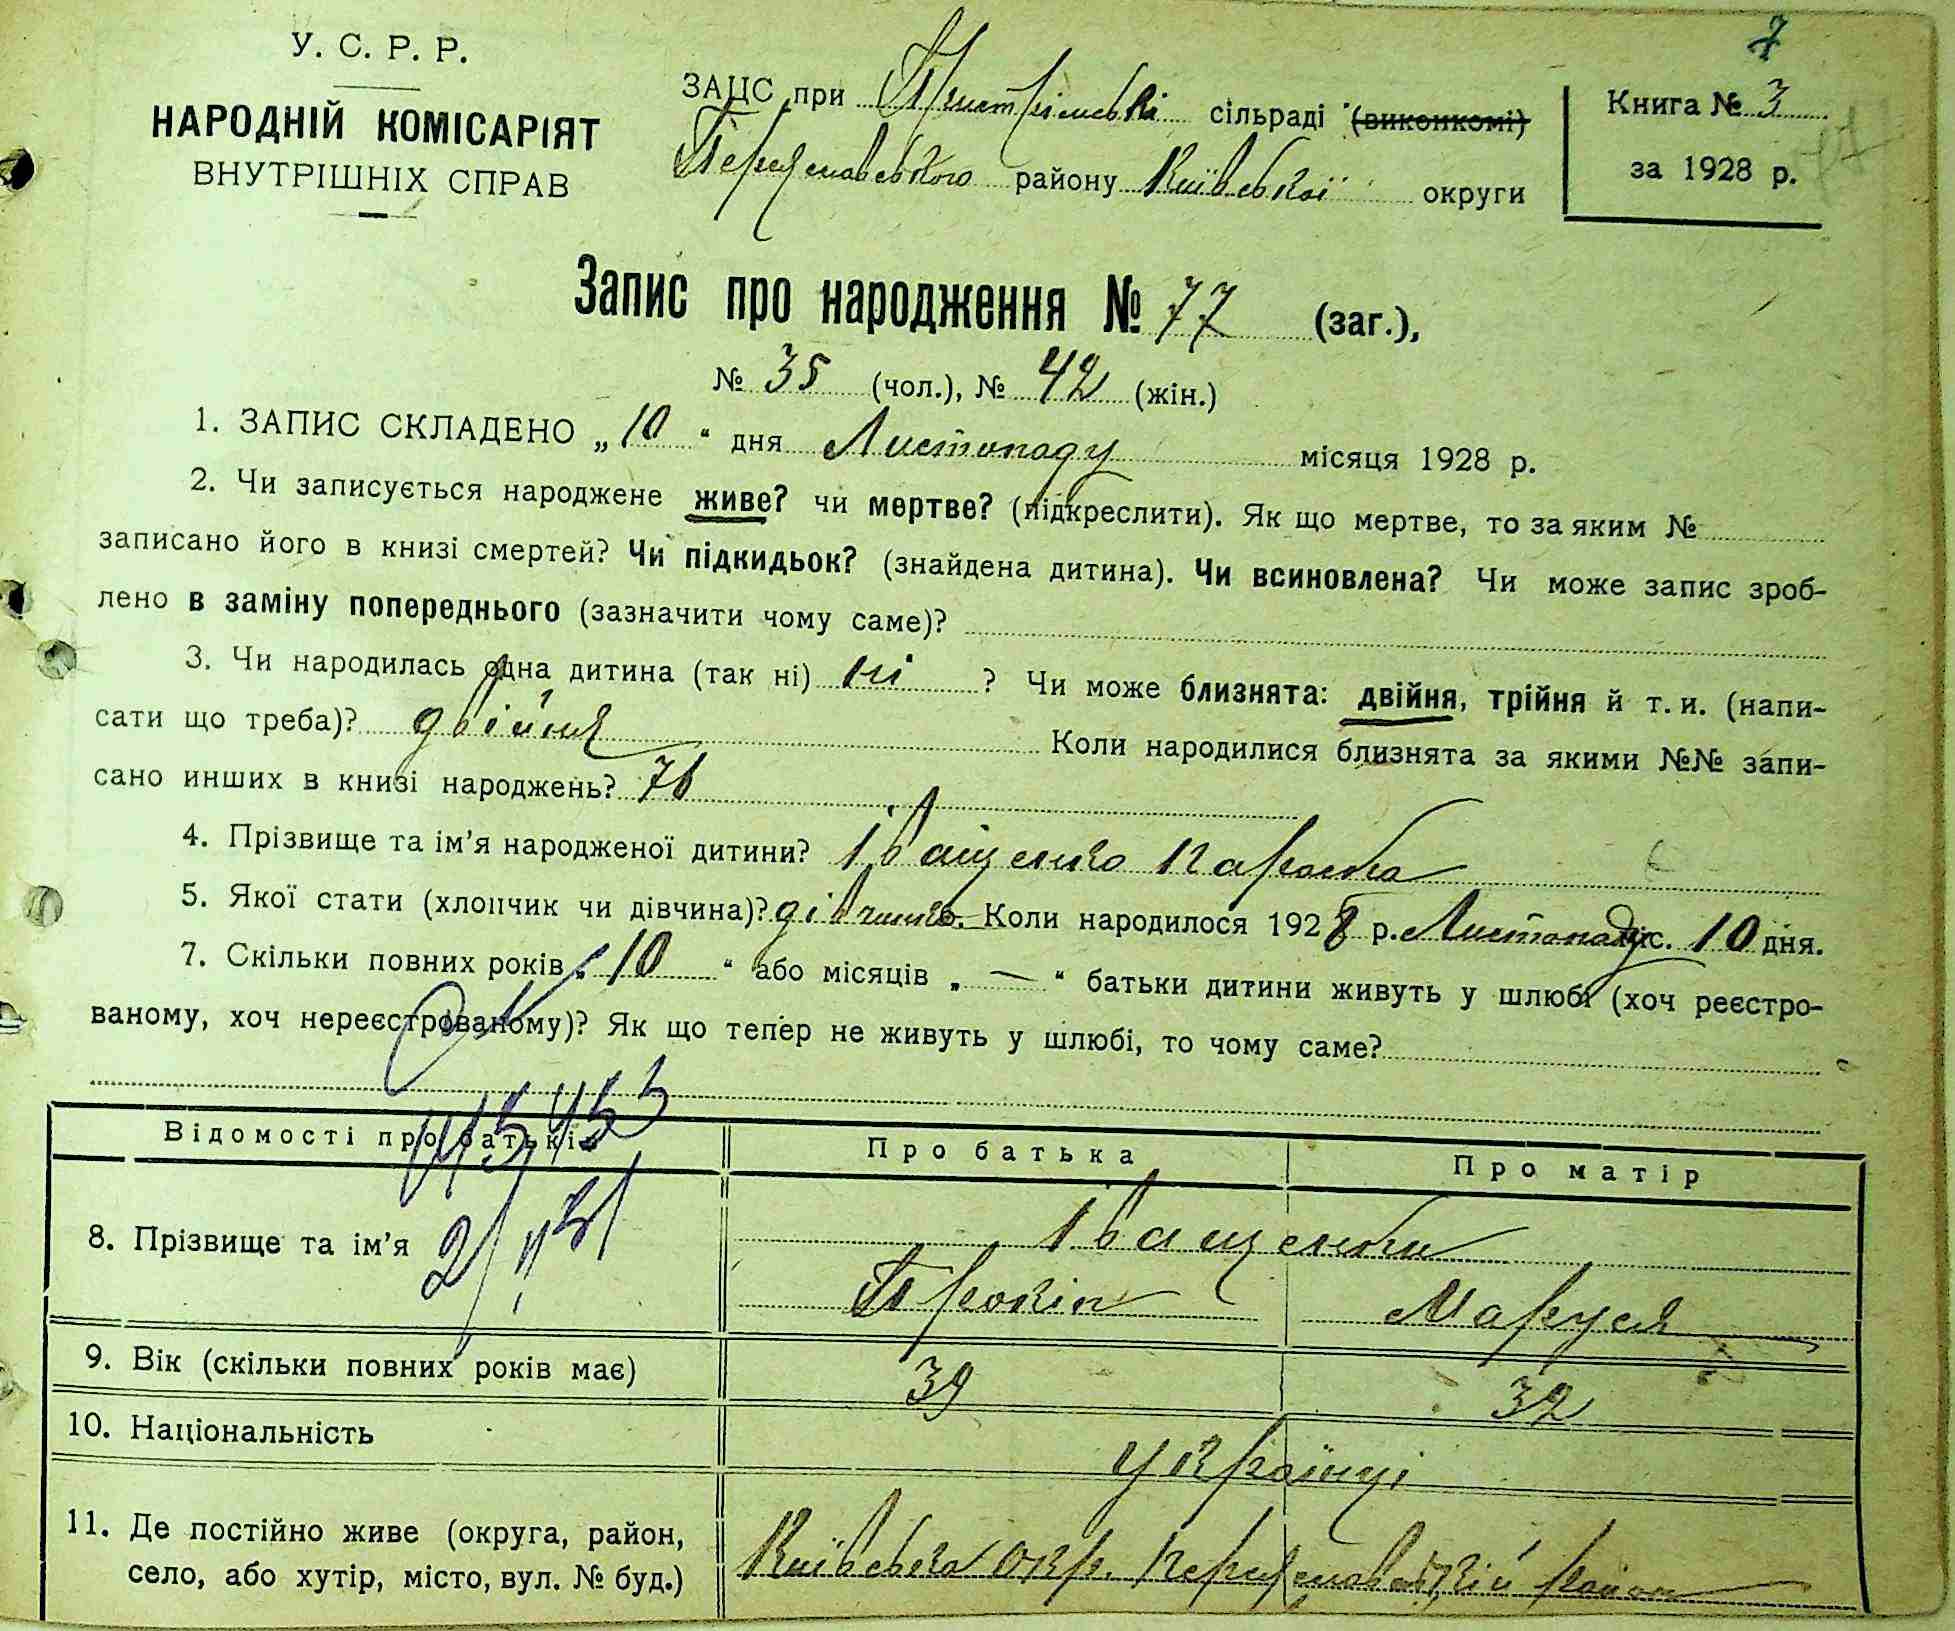 7
У. С. Р. Р.
НАРОДНІЙ КОМІСАРІЯТ
ВНУТРІШНІХ СПРАВ
ЗАЦС при Пристрімські сільраді (виконкомі)
Переяславського району Київської округи
Книга № 3
за 1928 р.
Запис про народження № 77 (заг.),
№ 35 (чол.), № 42 (жін.)
1. ЗАПИС СКЛАДЕНО „10“ дня Листопаду місяця 1928 р.
2. Чи записується народжене живе? чи мертве? (підкреслити). Як що мертве, то за яким №
записано його в книзі смертей? Чи підкидьок? (знайдена дитина). Чи всиновлена? Чи може запис зроб-
лено в заміну попереднього (зазначити чому саме)?
3. Чи народилась одна дитина (так ні) ні ? Чи може близнята: двійня, трійня й т. и. (напи-
сати що треба)? двійня Коли народилися близнята за якими №№ запи-
сано инших в книзі народжень? 76
4. Прізвище та ім'я народженої дитини? Іващенко Параска
5. Якої стати (хлопчик чи дівчина)? дівчинка. Коли народилося 1928 р. Листопаду міс. 10 дня.
7. Скільки повних років „10“ або місяців „—“ батьки дитини живуть у шлюбі (хоч реєстро-
ваному, хоч нереєстрованому)? Як що тепер не живуть у шлюбі, то чому саме?
Відомості про батьків Про батька Про матір
8. Прізвище та ім'я Іващенки
Прокіп Маруся
9. Вік (скільки повних років має) 39 32
10. Національність Українці
11. Де постійно живе (округа, район, Київська окр. Переяславський район
село, або хутір, місто, вул. № буд.)